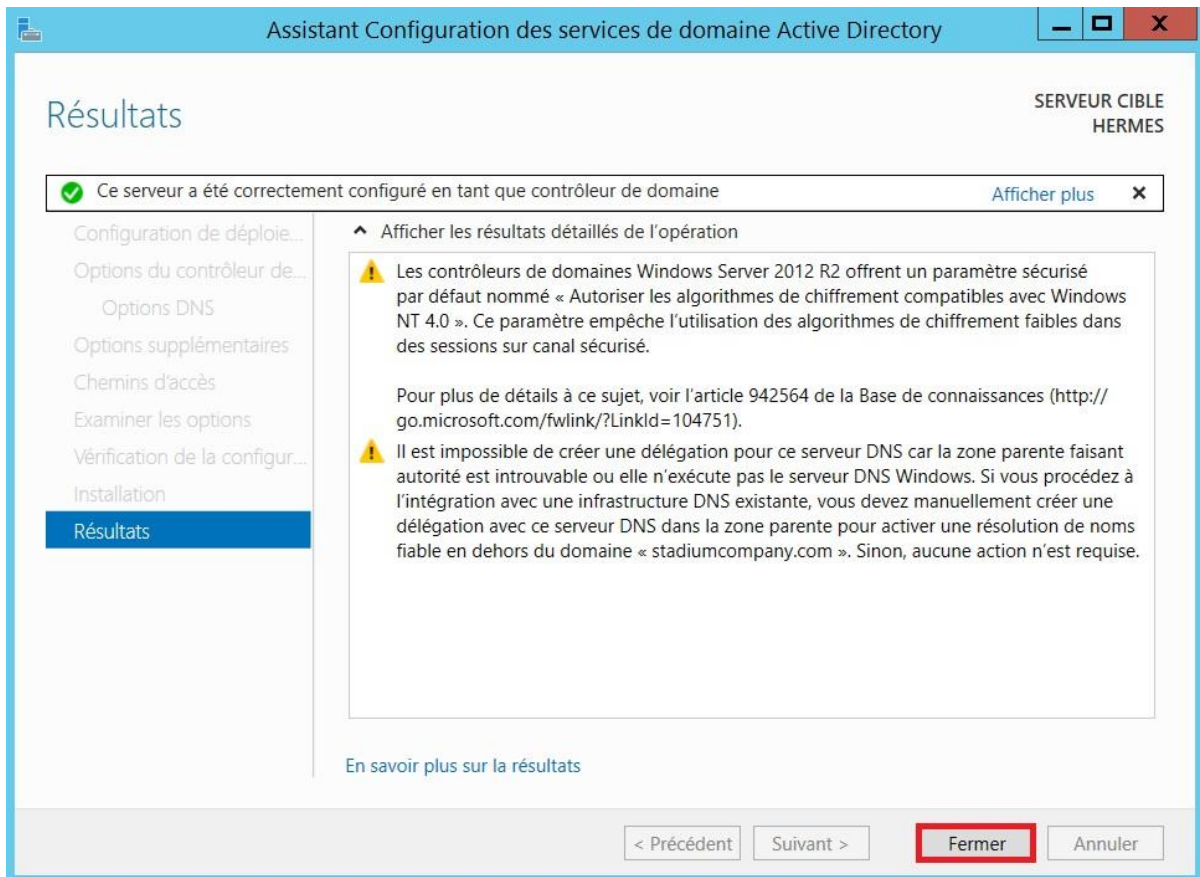 Assistant Configuration des services de domaine Active Directory
Résultats
SERVEUR CIBLE
HERMES
Ce serveur a été correctement configuré en tant que contrôleur de domaine
Afficher plus
Configuration de déploie...
Options du contrôleur de...
Options DNS
Options supplémentaires
Chemins d'accès
Examiner les options
Vérification de la configur...
Installation
Résultats
Afficher les résultats détaillés de l'opération
Les contrôleurs de domaines Windows Server 2012 R2 offrent un paramètre sécurisé
par défaut nommé « Autoriser les algorithmes de chiffrement compatibles avec Windows
NT 4.0 ». Ce paramètre empêche l'utilisation des algorithmes de chiffrement faibles dans
des sessions sur canal sécurisé.
Pour plus de détails à ce sujet, voir l'article 942564 de la Base de connaissances (http://
go.microsoft.com/fwlink/?LinkId=104751).
Il est impossible de créer une délégation pour ce serveur DNS car la zone parente faisant
autorité est introuvable ou elle n'exécute pas le serveur DNS Windows. Si vous procédez à
l'intégration avec une infrastructure DNS existante, vous devez manuellement créer une
délégation avec ce serveur DNS dans la zone parente pour activer une résolution de noms
fiable en dehors du domaine « stadiumcompany.com ». Sinon, aucune action n'est requise.
En savoir plus sur la résultats
< Précédent
Suivant >
Fermer
Annuler